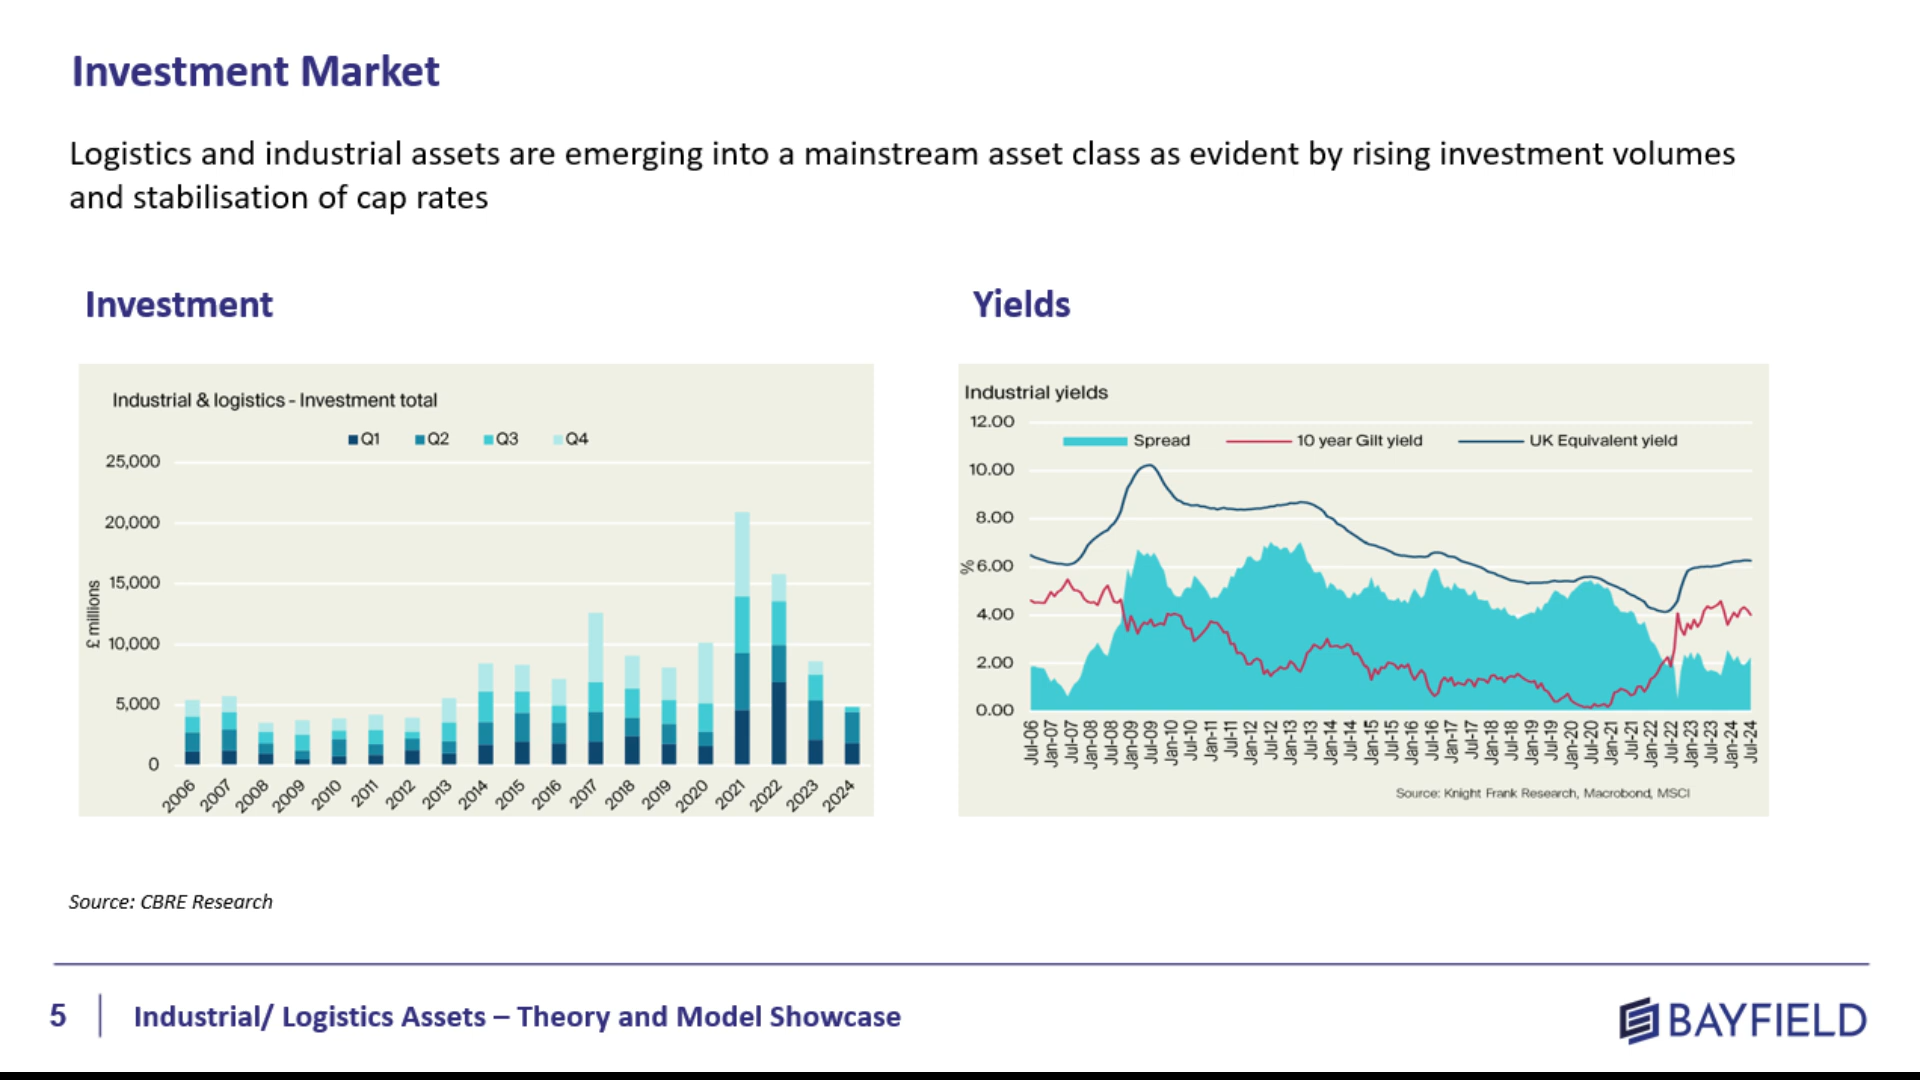 Investment Market
Logistics and industrial assets are emerging into a mainstream asset class as evident by rising investment volumes
and stabilisation of cap rates
Investment
Industrial & logistics - Investment total
Q1 Q2 Q3 Q4
25,000
20,000
15,000
10,000
5,000
0
£ millions
2006 2007 2008 2009 2010 2011 2012 2013 2014 2015 2016 2017 2018 2019 2020 2021 2022 2023 2024
Yields
Industrial yields
12.00
Spread 10 year Gilt yield UK Equivalent yield
10.00
8.00
6.00
4.00
2.00
0.00
%
Jul-06 Jan-07 Jul-07 Jan-08 Jul-08 Jan-09 Jul-09 Jan-10 Jul-10 Jan-11 Jul-11 Jan-12 Jul-12 Jan-13 Jul-13 Jan-14 Jul-14 Jan-15 Jul-15 Jan-16 Jul-16 Jan-17 Jul-17 Jan-18 Jul-18 Jan-19 Jul-19 Jan-20 Jul-20 Jan-21 Jul-21 Jan-22 Jul-22 Jan-23 Jul-23 Jan-24 Jul-24
Source: Knight Frank Research, Macrobond, MSCI
Source: CBRE Research
5 Industrial/ Logistics Assets – Theory and Model Showcase
BAYFIELD